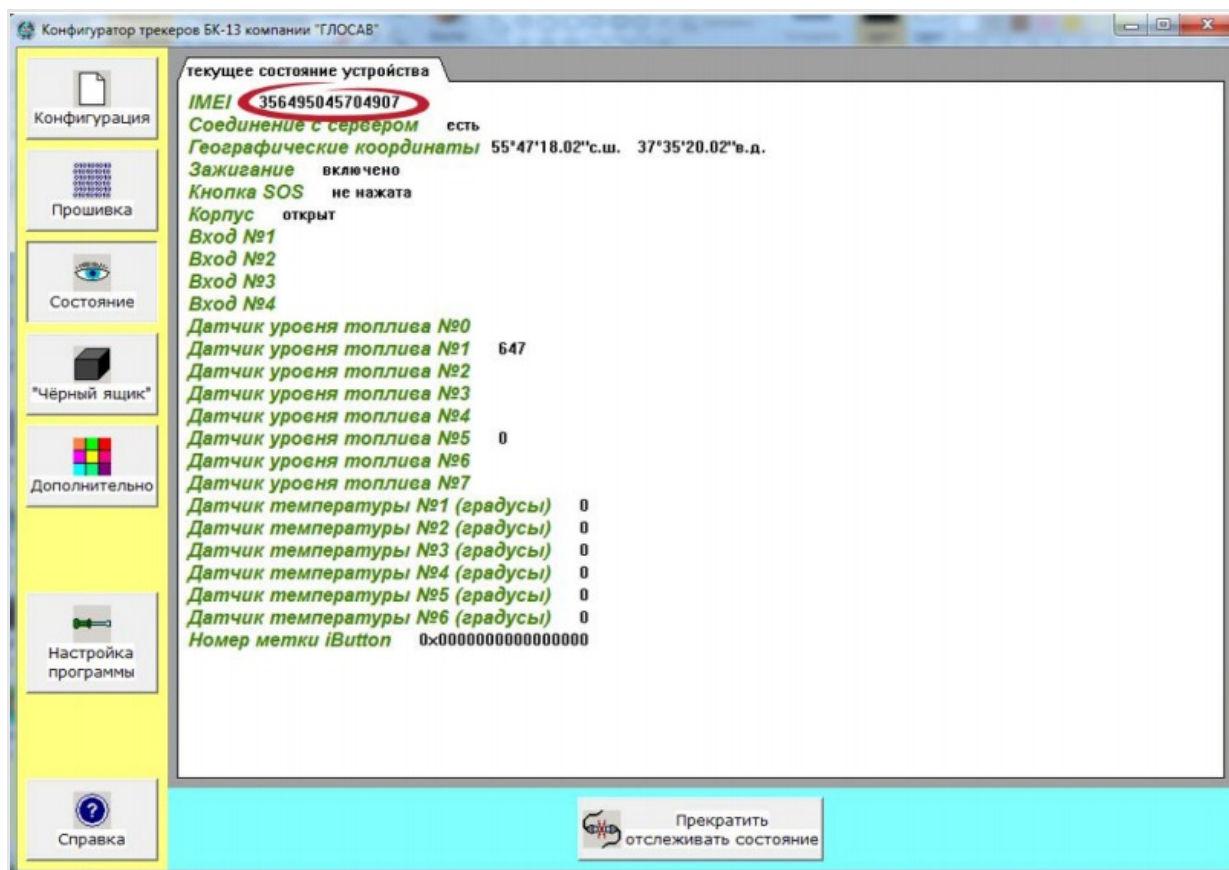 Конфигуратор трекеров БК-13 компании "ГЛОСАВ"
Конфигурация
Прошивка
Состояние
"Чёрный ящик"
Дополнительно
Настройка
программы
Справка
текущее состояние устройства
IMEI 356495045704907
Соединение с сервером есть
Географические координаты 55°47'18.02"с.ш. 37°35'20.02"в.д.
Зажигание включено
Кнопка SOS не нажата
Корпус открыт
Вход №1
Вход №2
Вход №3
Вход №4
Датчик уровня топлива №0
Датчик уровня топлива №1 647
Датчик уровня топлива №2
Датчик уровня топлива №3
Датчик уровня топлива №4
Датчик уровня топлива №5 0
Датчик уровня топлива №6
Датчик уровня топлива №7
Датчик температуры №1 (градусы) 0
Датчик температуры №2 (градусы) 0
Датчик температуры №3 (градусы) 0
Датчик температуры №4 (градусы) 0
Датчик температуры №5 (градусы) 0
Датчик температуры №6 (градусы) 0
Номер метки iButton 0x0000000000000000
Прекратить
отслеживать состояние